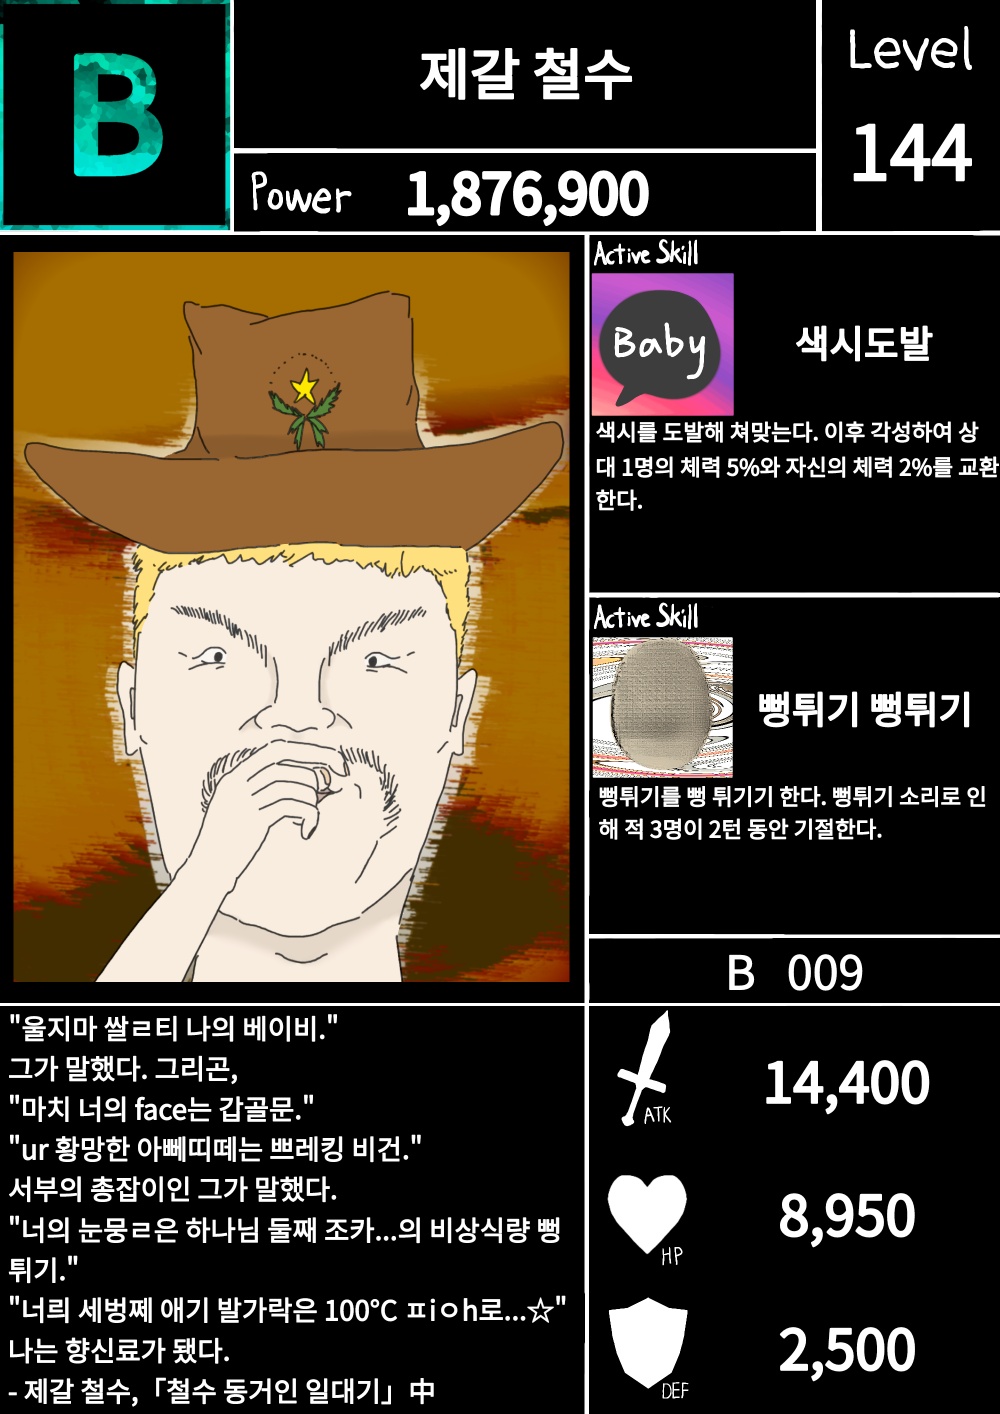 B
제갈 철수
Level
144
Power 1,876,900
Active Skill
Baby
색시도발
색시를 도발해 쳐맞는다. 이후 각성하여 상
대 1명의 체력 5%와 자신의 체력 2%를 교환
한다.
Active Skill
뻥튀기 뻥튀기
뻥튀기를 뻥 튀기기 한다. 뻥튀기 소리로 인
해 적 3명이 2턴 동안 기절한다.
B 009
"울지마 쌀ㄹ티 나의 베이비."
그가 말했다. 그리곤,
"마치 너의 face는 갑골문."
"ur 황망한 아뻬띠떼는 쁘레킹 비건."
서부의 총잡이인 그가 말했다.
"너의 눈뭉ㄹ은 하나님 둘째 조카...의 비상식량 뻥
튀기."
"너릐 세벙쩨 애기 발가락은 100°C ㅍiㅇh로...☆"
나는 향신료가 됐다.
- 제갈 철수,「철수 동거인 일대기」中
14,400
ATK
8,950
HP
2,500
DEF